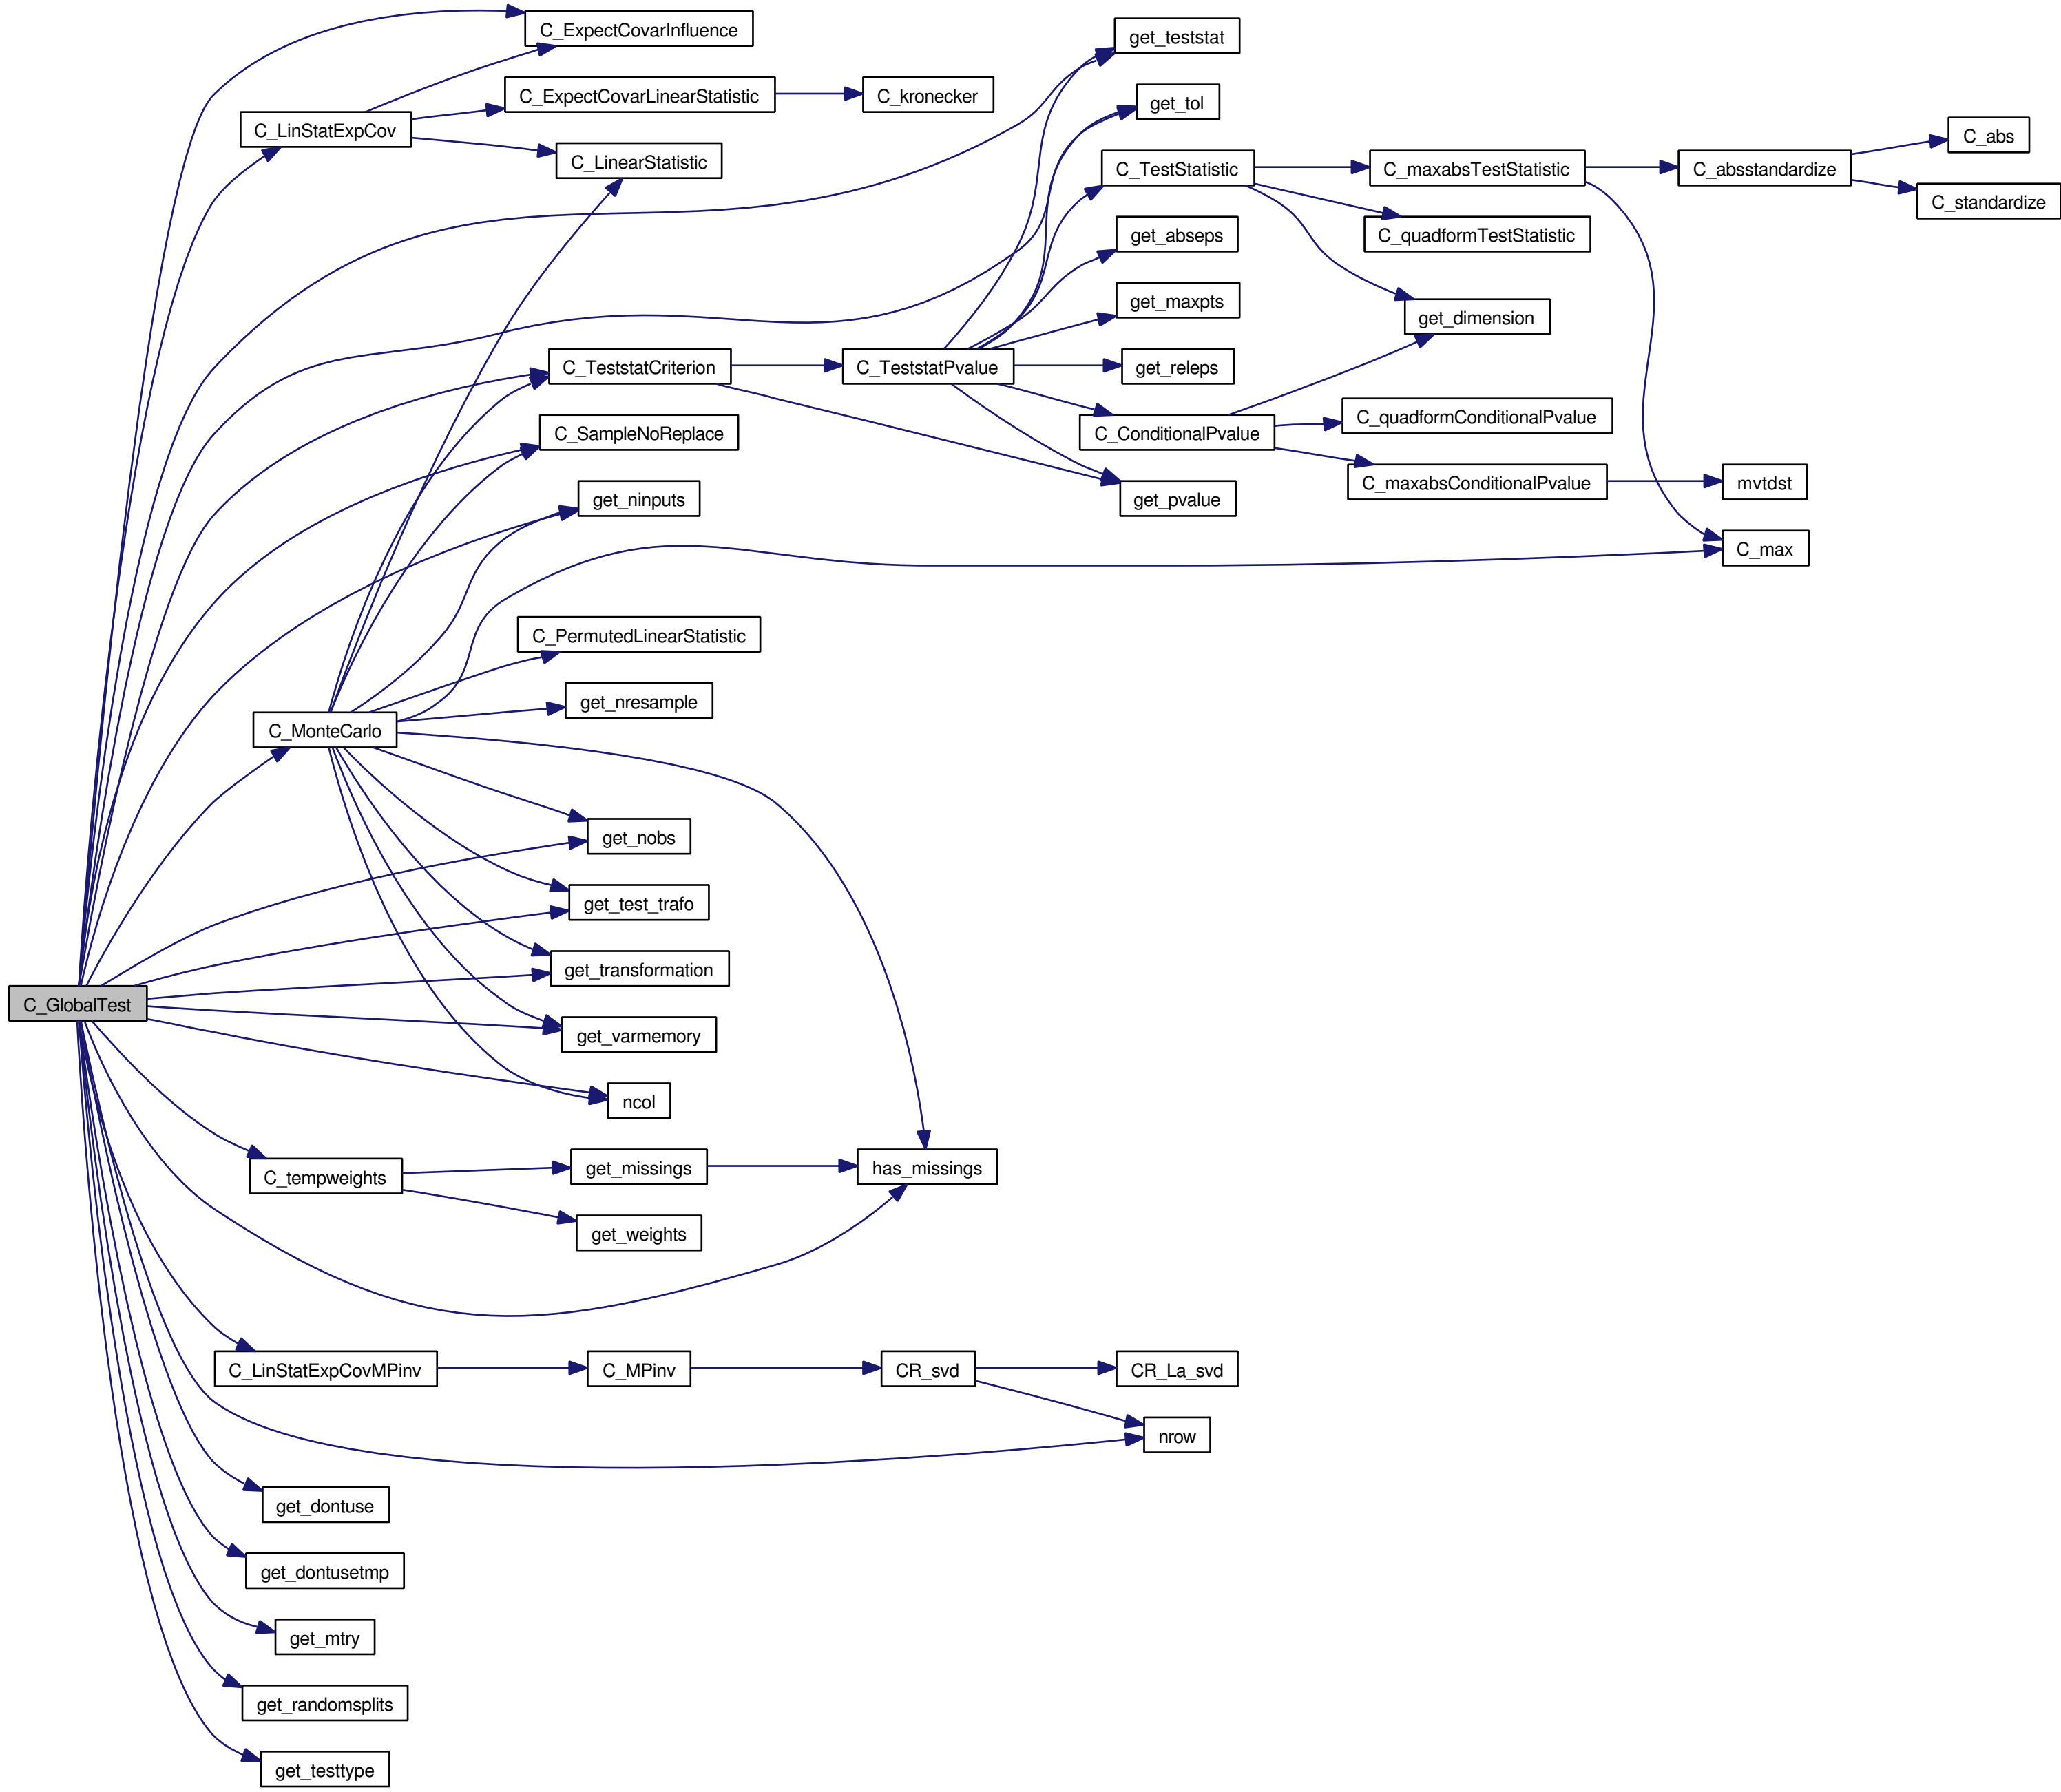 C_ExpectCovarInfluence
get_teststat
C_ExpectCovarLinearStatistic
C_kronecker
get_tol
C_LinStatExpCov
C_abs
C_LinearStatistic
C_TestStatistic
C_maxabsTestStatistic
C_absstandardize
C_standardize
get_abseps
C_quadformTestStatistic
get_maxpts
get_dimension
C_TeststatCriterion
C_TeststatPvalue
get_releps
C_quadformConditionalPvalue
C_SampleNoReplace
C_ConditionalPvalue
C_maxabsConditionalPvalue
mvtdst
get_ninputs
get_pvalue
C_max
C_PermutedLinearStatistic
get_nresample
C_MonteCarlo
get_nobs
get_test_trafo
get_transformation
C_GlobalTest
get_varmemory
ncol
C_tempweights
get_missings
has_missings
get_weights
C_LinStatExpCovMPinv
C_MPinv
CR_svd
CR_La_svd
nrow
get_dontuse
get_dontusetmp
get_mtry
get_randomsplits
get_testtype